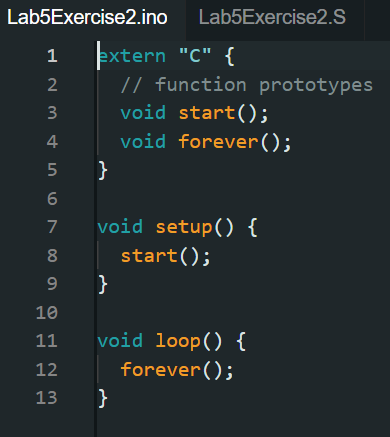 Lab5Exercise2.ino Lab5Exercise2.S
1 extern "C" {
2   // function prototypes
3   void start();
4   void forever();
5 }
6
7 void setup() {
8   start();
9 }
10
11 void loop() {
12   forever();
13 }